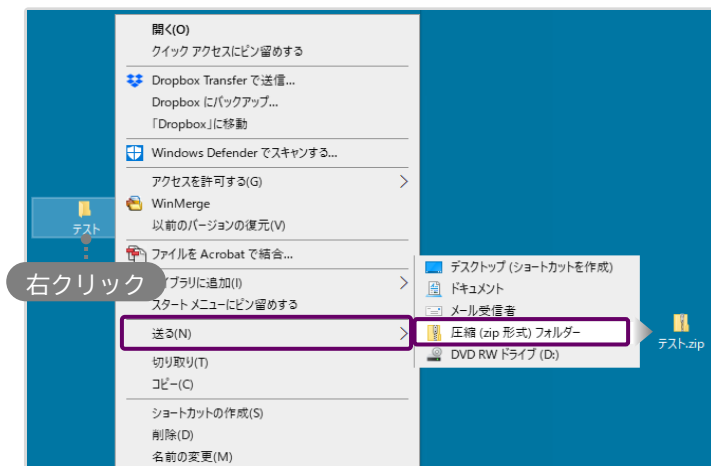 開く(O)
クイック アクセスにピン留めする
Dropbox Transfer で送信...
Dropbox にバックアップ...
「Dropbox」に移動
Windows Defender でスキャンする...
アクセスを許可する(G)
WinMerge
以前のバージョンの復元(V)
テスト
右クリック
ファイルを Acrobat で結合...
イブラリに追加(I)
スタート メニューにピン留めする
送る(N)
切り取り(T)
コピー(C)
ショートカットの作成(S)
削除(D)
名前の変更(M)
デスクトップ (ショートカットを作成)
ドキュメント
メール受信者
圧縮 (zip 形式) フォルダー
DVD RW ドライブ (D:)
テスト.zip